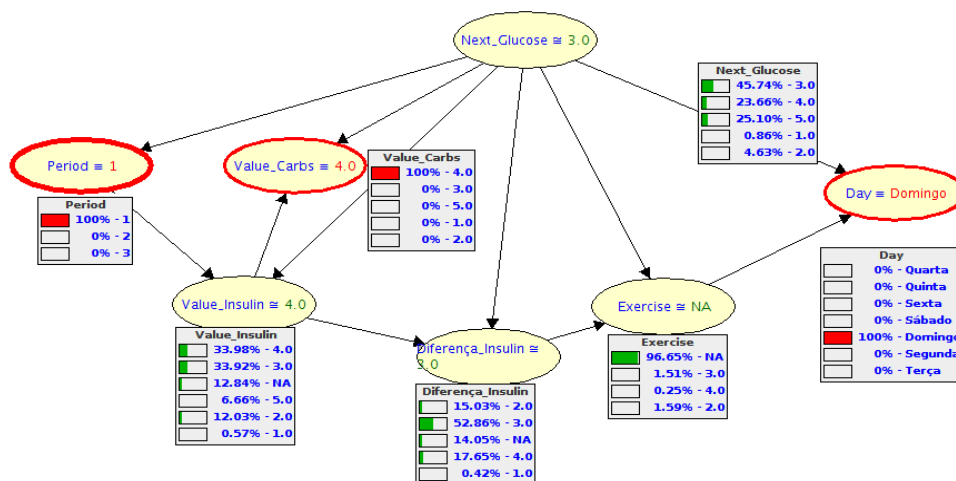 Next_Glucose ≅ 3.0
Next_Glucose
45.74% - 3.0
23.66% - 4.0
25.10% - 5.0
0.86% - 1.0
4.63% - 2.0
Period ≡ 1
Period
100% - 1
0% - 2
0% - 3
Value_Carbs ≡ 4.0
Value_Carbs
100% - 4.0
0% - 3.0
0% - 5.0
0% - 1.0
0% - 2.0
Day ≡ Domingo
Day
0% - Quarta
0% - Quinta
0% - Sexta
0% - Sábado
100% - Domingo
0% - Segunda
0% - Terça
Value_Insulin ≅ 4.0
Value_Insulin
33.98% - 4.0
33.92% - 3.0
12.84% - NA
6.66% - 5.0
12.03% - 2.0
0.57% - 1.0
Diferença_Insulin ≅
3.0
Diferença_Insulin
15.03% - 2.0
52.86% - 3.0
14.05% - NA
17.65% - 4.0
0.42% - 1.0
Exercise ≅ NA
Exercise
96.65% - NA
1.51% - 3.0
0.25% - 4.0
1.59% - 2.0